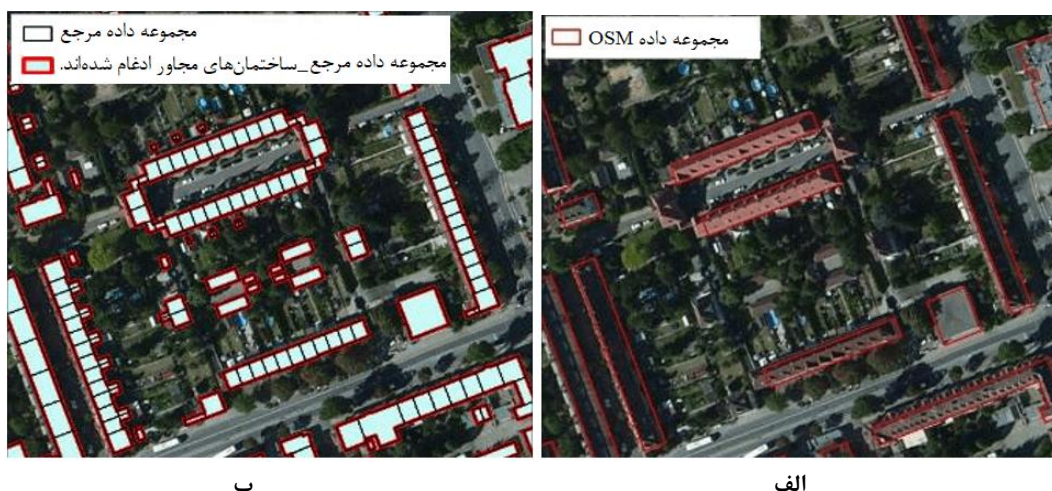 مجموعه داده OSM
مجموعه داده مرجع
مجموعه داده مرجع_ساختمان‌های مجاور ادغام شده‌اند.
الف
ب